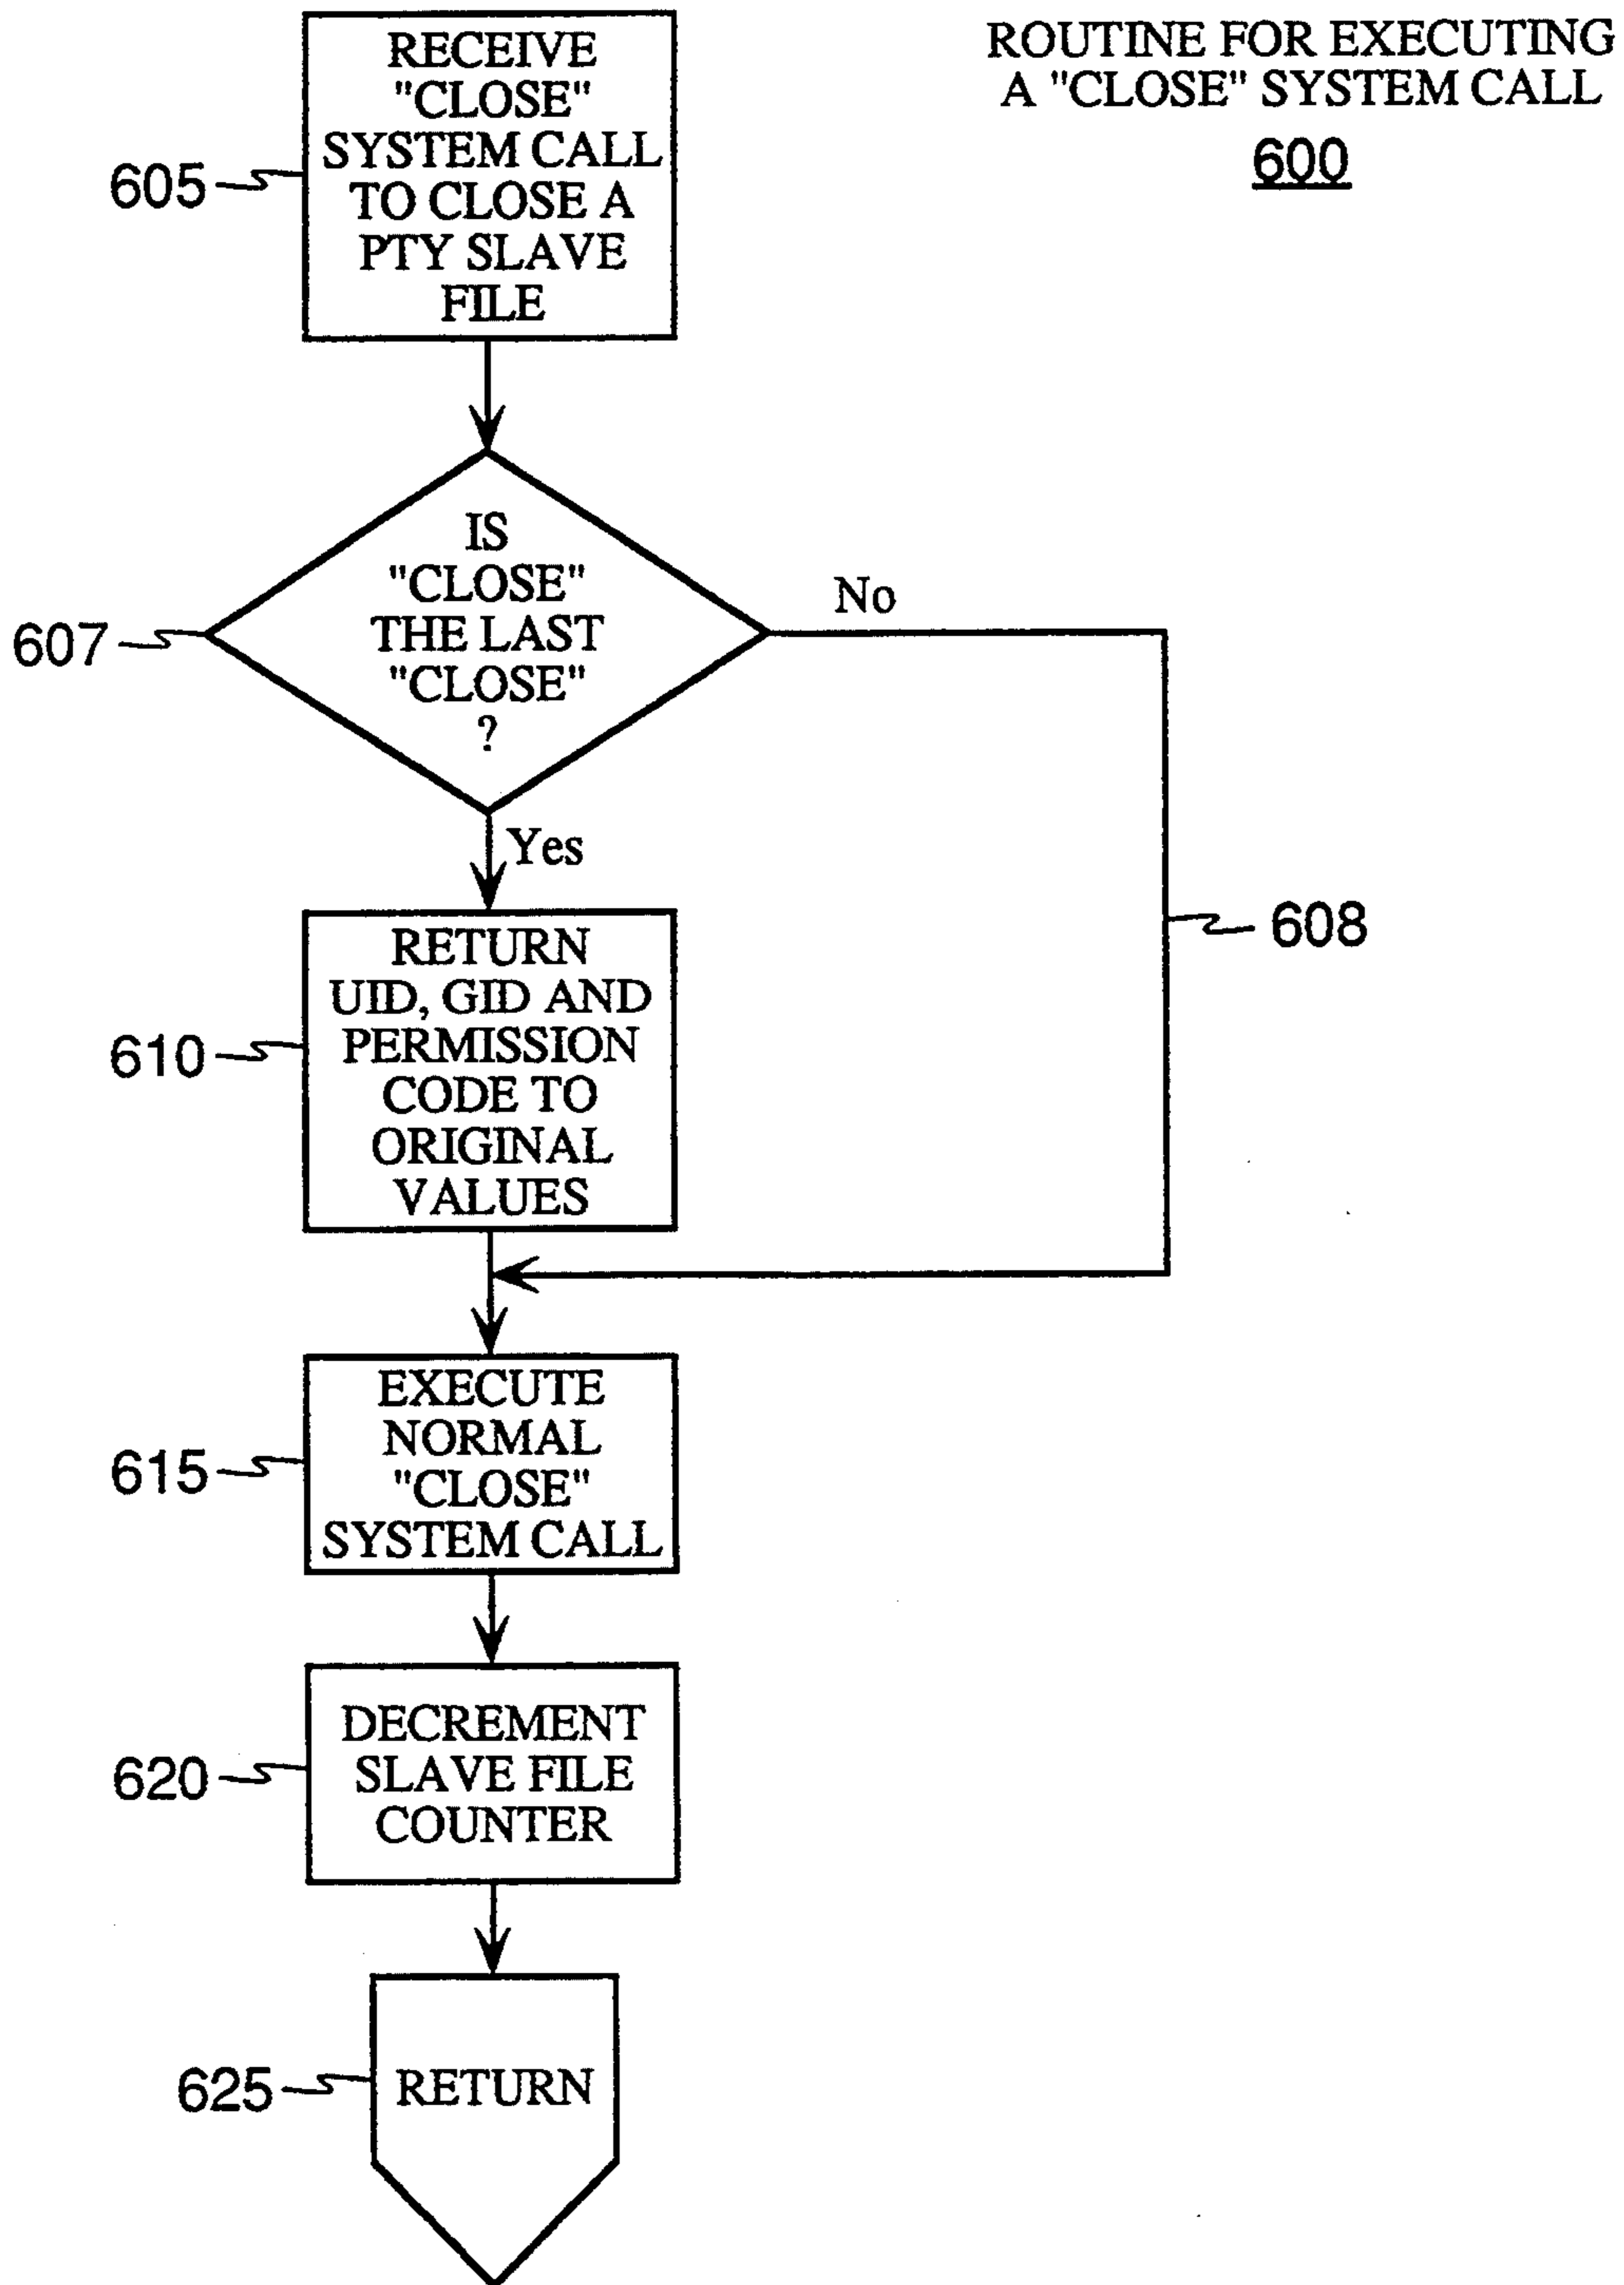 ROUTINE FOR EXECUTING
A "CLOSE" SYSTEM CALL
600
RECEIVE
"CLOSE"
SYSTEM CALL
TO CLOSE A
PTY SLAVE
FILE
605
IS
"CLOSE"
THE LAST
"CLOSE"
?
607
No
608
Yes
RETURN
UID, GID AND
PERMISSION
CODE TO
ORIGINAL
VALUES
610
EXECUTE
NORMAL
"CLOSE"
SYSTEM CALL
615
DECREMENT
SLAVE FILE
COUNTER
620
RETURN
625